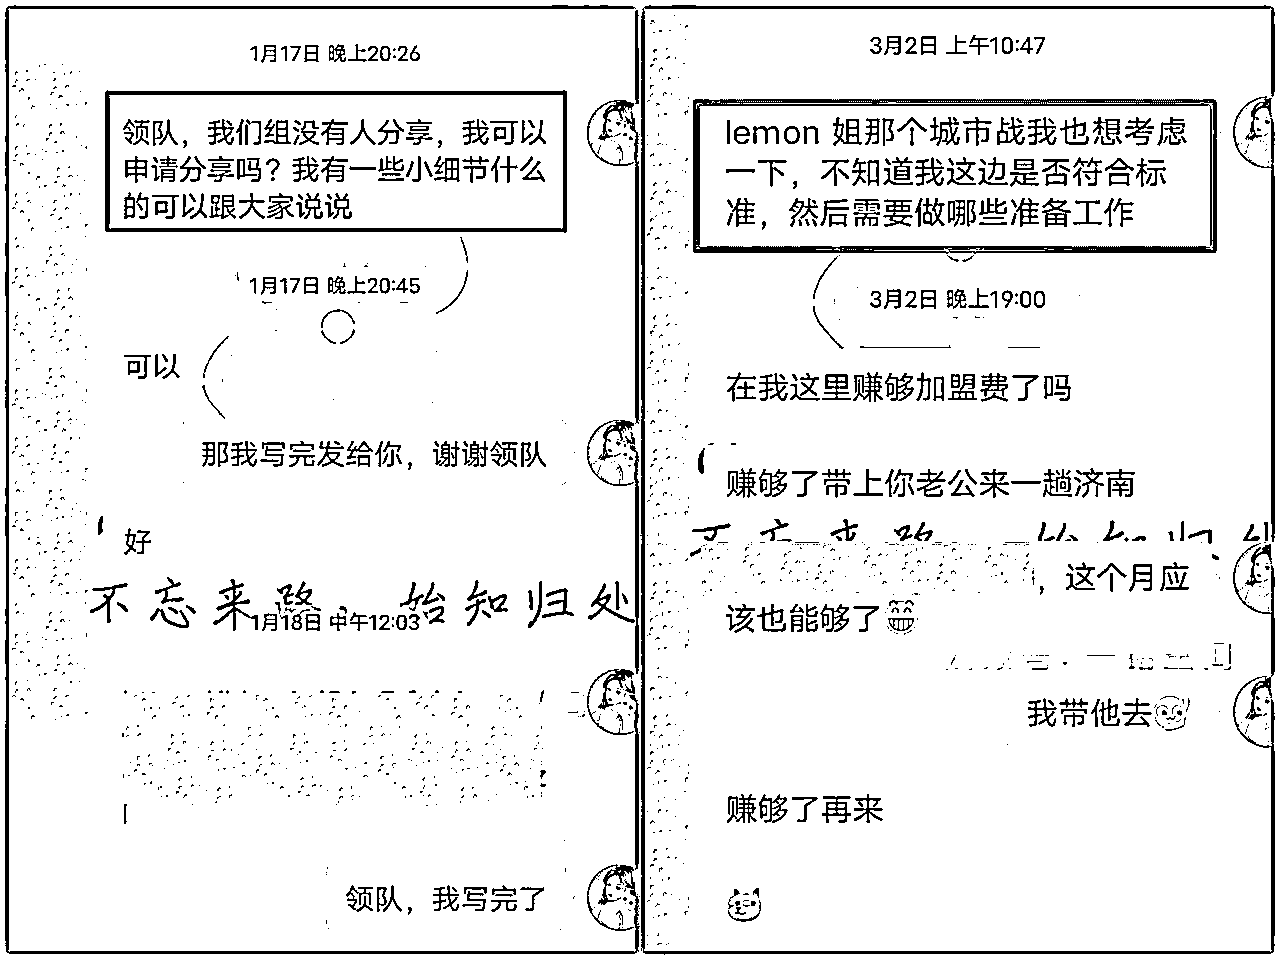 1月17日 晚上20:26
领队，我们组没有人分享，我可以
申请分享吗？我有一些小细节什么
的可以跟大家说说
1月17日 晚上20:45
可以
那我写完发给你，谢谢领队
好
不忘来路，始知归处
1月18日 中午12:03
领队，我写完了
3月2日 上午10:47
lemon 姐那个城市战我也想考虑
一下，不知道我这边是否符合标
准，然后需要做哪些准备工作
3月2日 晚上19:00
在我这里赚够加盟费了吗
赚够了带上你老公来一趟济南
，这个月应
该也能够了😁
我带他去
赚够了再来